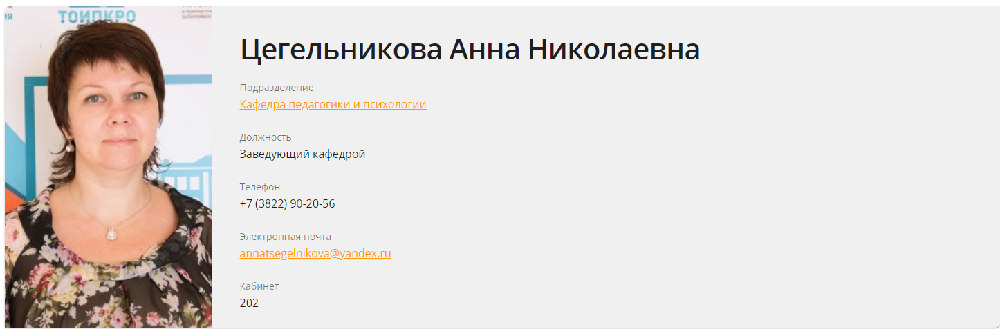 ТОИПКРО
Цегельникова Анна Николаевна
Подразделение
Кафедра педагогики и психологии
Должность
Заведующий кафедрой
Телефон
+7 (3822) 90-20-56
Электронная почта
annatsegelnikova@yandex.ru
Кабинет
202